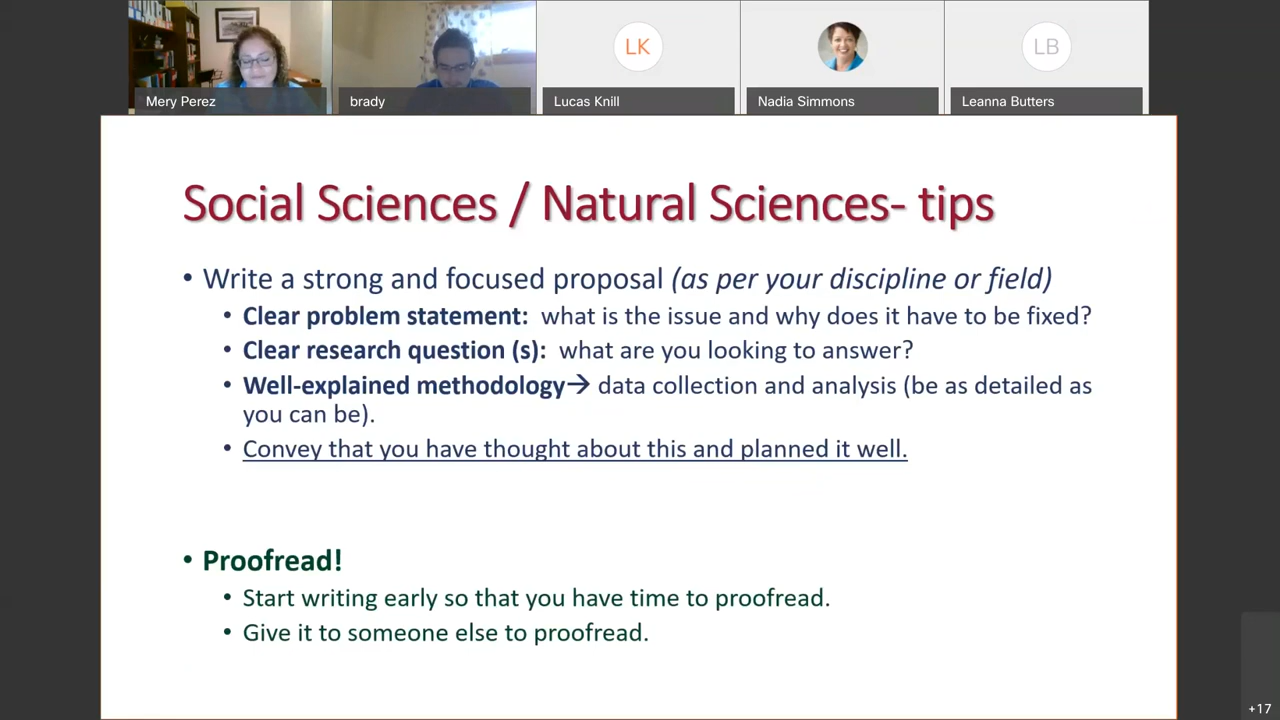 LK
LB
Mery Perez
brady
Lucas Knill
Nadia Simmons
Leanna Butters
Social Sciences / Natural Sciences- tips
• Write a strong and focused proposal (as per your discipline or field)
• Clear problem statement: what is the issue and why does it have to be fixed?
• Clear research question (s): what are you looking to answer?
• Well-explained methodology→ data collection and analysis (be as detailed as
you can be).
• Convey that you have thought about this and planned it well.
• Proofread!
• Start writing early so that you have time to proofread.
• Give it to someone else to proofread.
+17